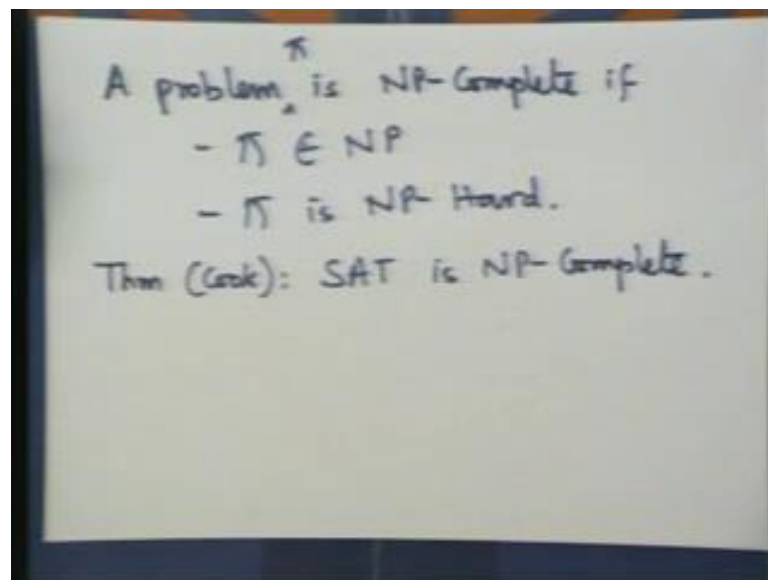 A problem π is NP-Complete if
- π ∈ NP
- π is NP-Hard.
Thm (Cook): SAT is NP-Complete.